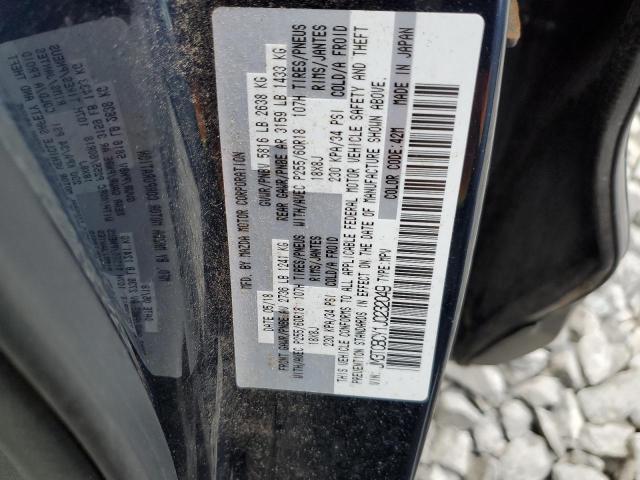 MFD. BY MAZDA MOTOR CORPORATION
DATE 05/18 GVWR/PNBV 5816 LB 2638 KG
FRONT GAWR/PNBE AV 2736 LB 1241 KG REAR GAWR/PNBE AR 3159 LB 1433 KG
WITH/AVEC P255/60R18 107H TIRES/PNEUS WITH/AVEC P255/60R18 107H TIRES/PNEUS
18X8J RIMS/JANTES 18X8J RIMS/JANTES
230 KPA/34 PSI COLD/A FROID 230 KPA/34 PSI COLD/A FROID
THIS VEHICLE CONFORMS TO ALL APPLICABLE FEDERAL MOTOR VEHICLE SAFETY AND THEFT
PREVENTION STANDARDS IN EFFECT ON THE DATE OF MANUFACTURE SHOWN ABOVE.
COLOR CODE: 42M MADE IN JAPAN
TYPE: MPV